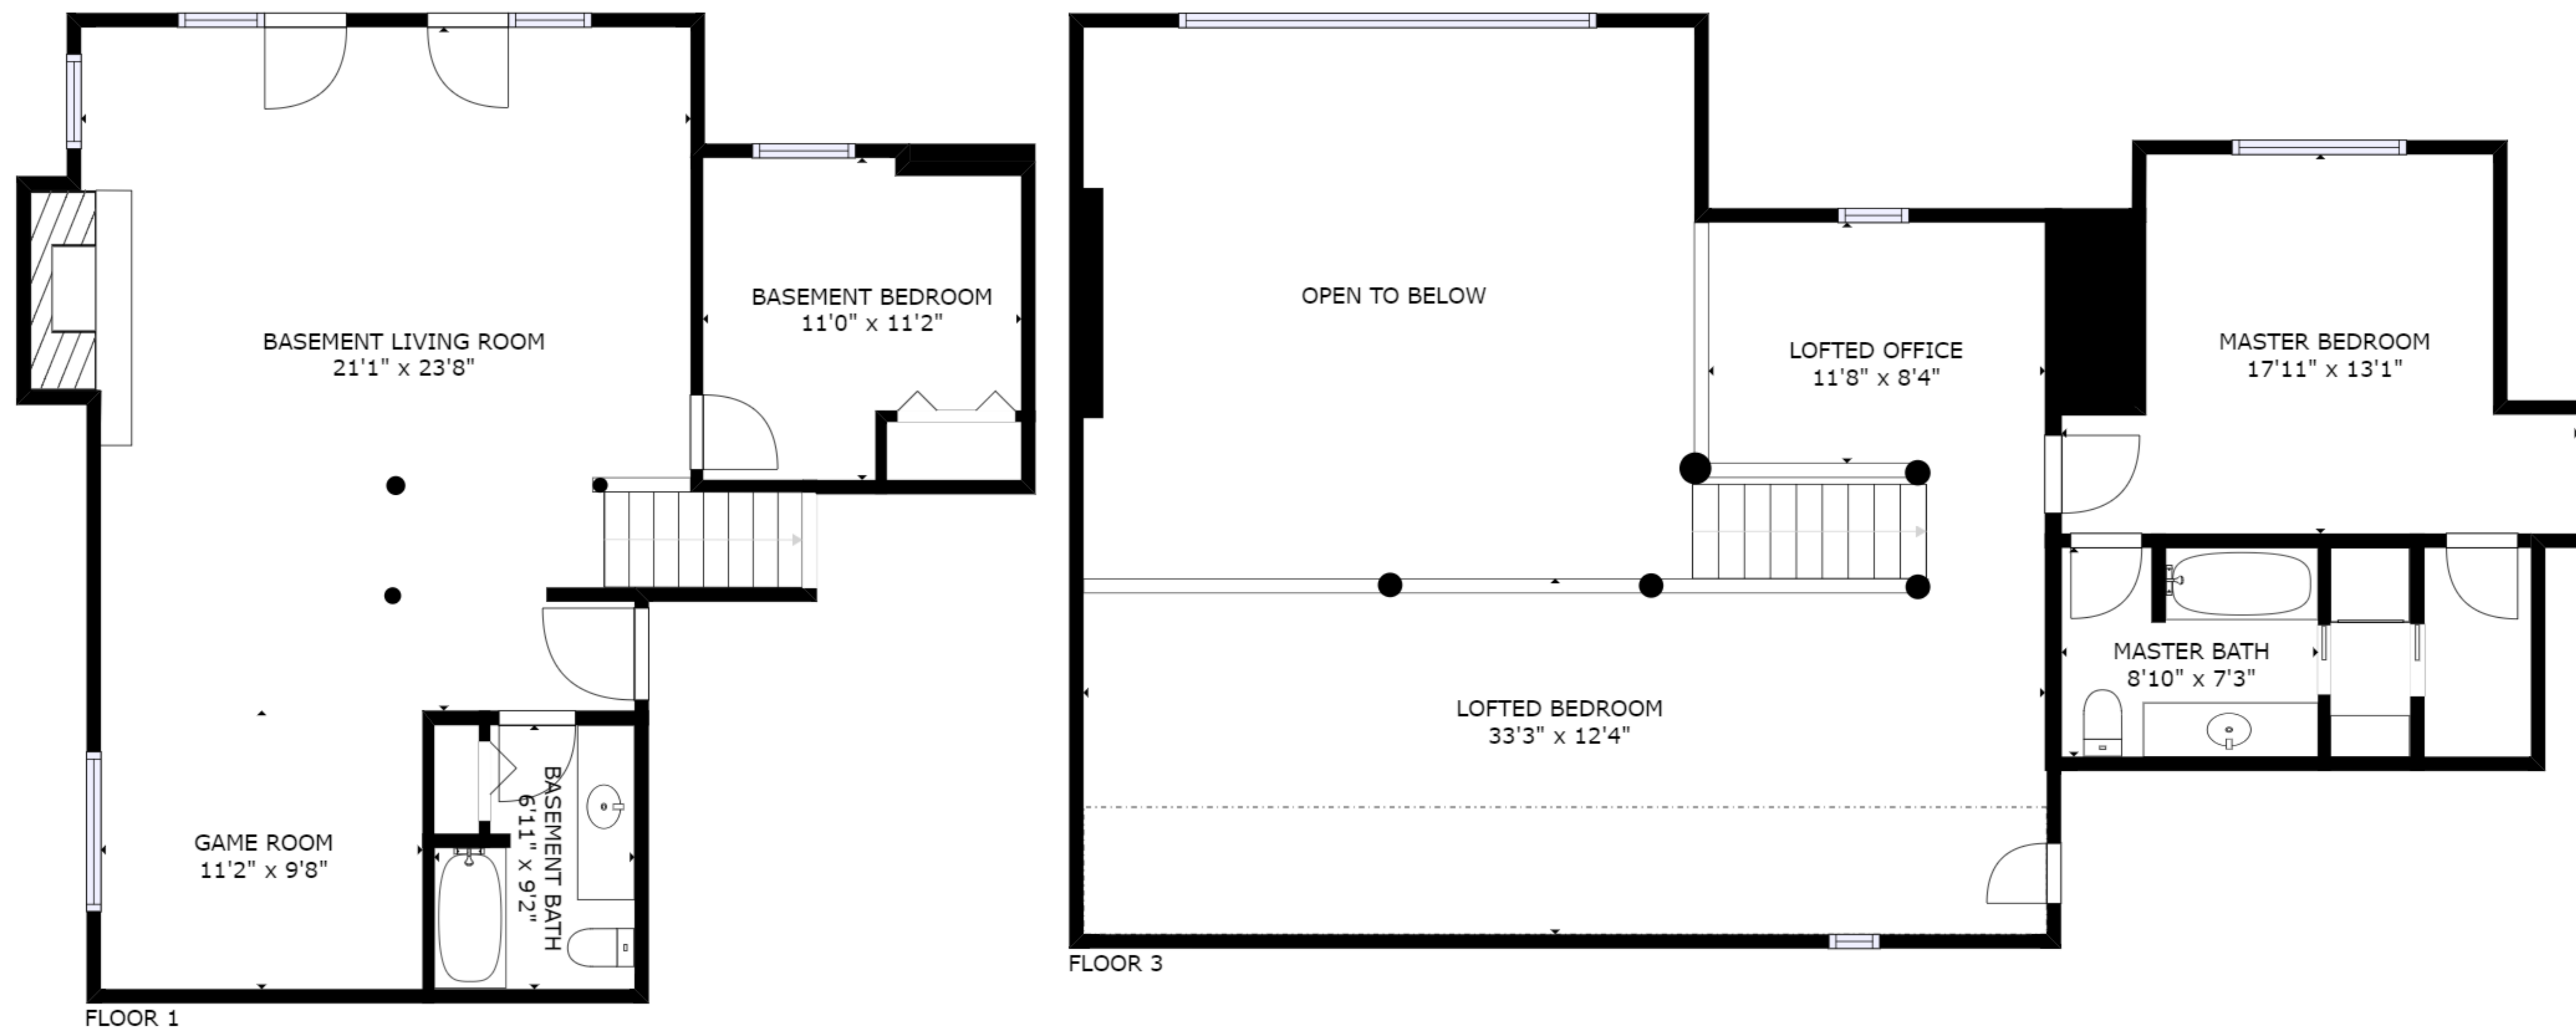 BASEMENT LIVING ROOM
21'1" x 23'8"
BASEMENT BEDROOM
11'0" x 11'2"
GAME ROOM
11'2" x 9'8"
BASEMENT BATH
6'11" x 9'2"
FLOOR 1
OPEN TO BELOW
LOFTED OFFICE
11'8" x 8'4"
MASTER BEDROOM
17'11" x 13'1"
MASTER BATH
8'10" x 7'3"
LOFTED BEDROOM
33'3" x 12'4"
FLOOR 3